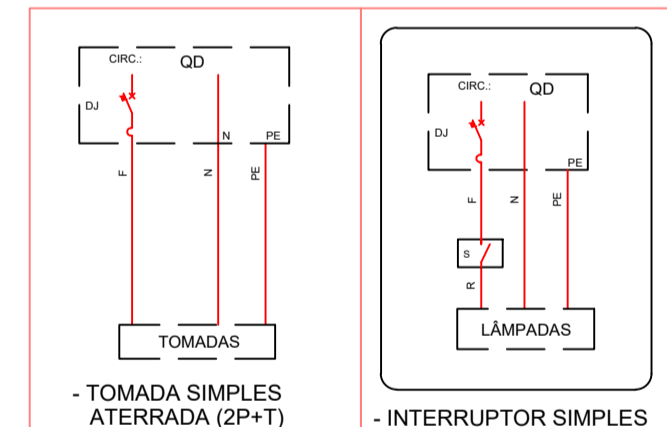 CIRC.: QD
DJ
N PE
F N PE
TOMADAS
- TOMADA SIMPLES
ATERRADA (2P+T)
CIRC.: QD
DJ
PE
F N PE
S
R
LÂMPADAS
- INTERRUPTOR SIMPLES